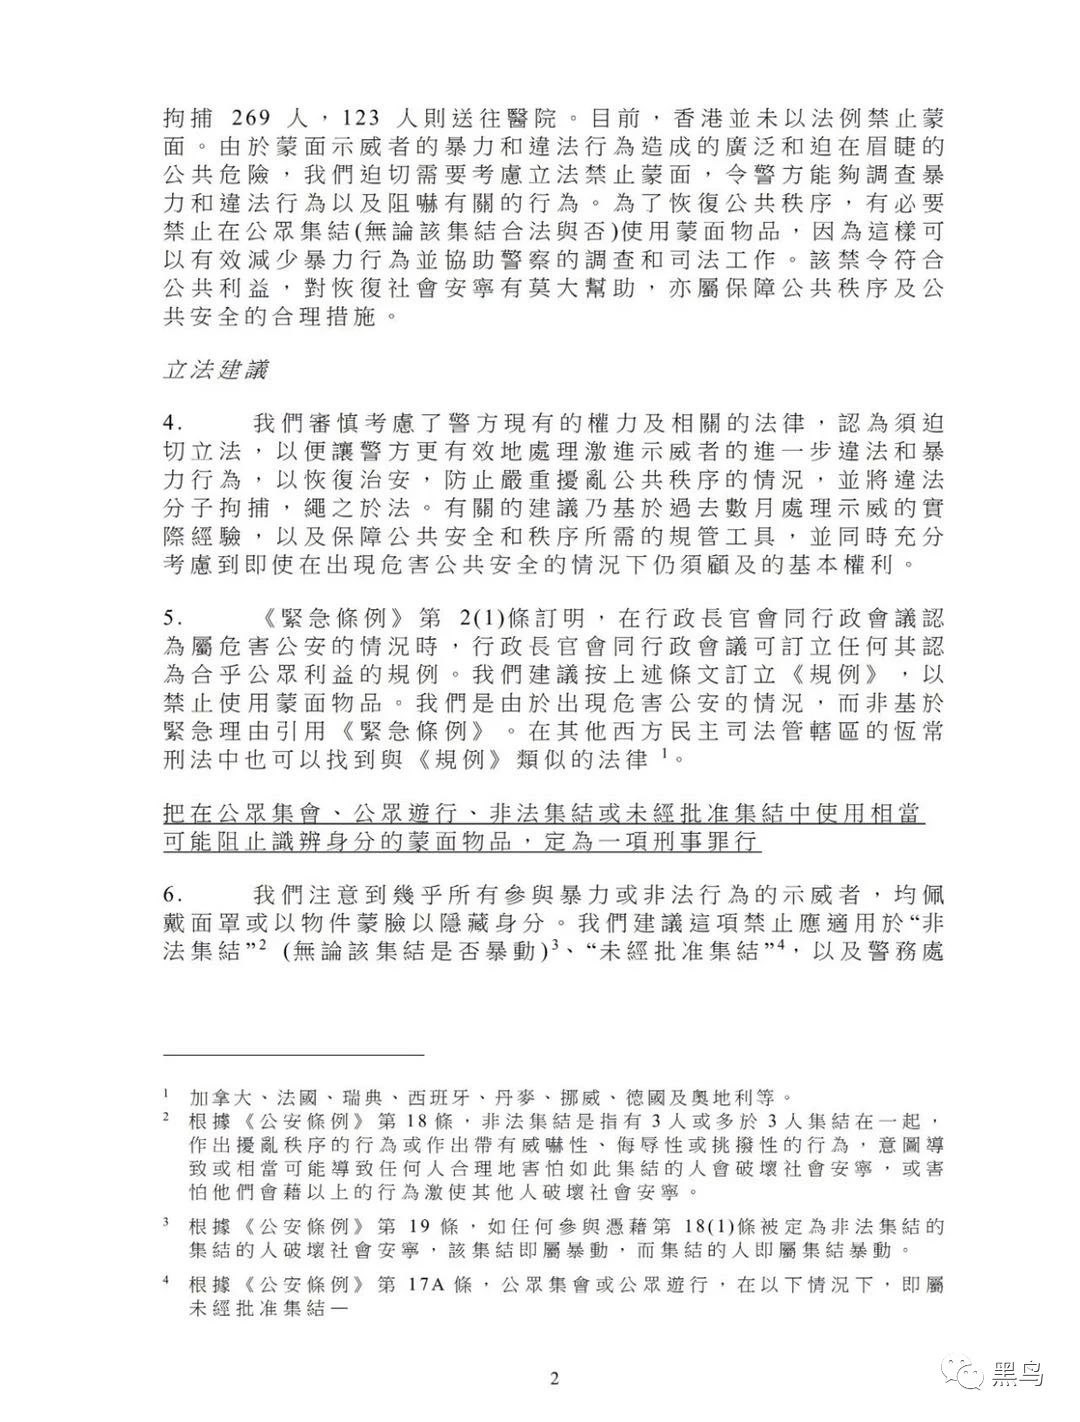 拘捕 269 人，123 人則送往醫院。目前，香港並未以法例禁止蒙
面。由於蒙面示威者的暴力和違法行為造成的廣泛和迫在眉睫的
公共危險，我們迫切需要考慮立法禁止蒙面，令警方能夠調查暴
力和違法行為以及阻嚇有關的行為。為了恢復公共秩序，有必要
禁止在公眾集結(無論該集結合法與否)使用蒙面物品，因為這樣可
以有效減少暴力行為並協助警察的調查和司法工作。該禁令符合
公共利益，對恢復社會安寧有莫大幫助，亦屬保障公共秩序及公
共安全的合理措施。
立法建議
4. 我們審慎考慮了警方現有的權力及相關的法律，認為須迫
切立法，以便讓警方更有效地處理激進示威者的進一步違法和暴
力行為，以恢復治安，防止嚴重擾亂公共秩序的情況，並將違法
分子拘捕，繩之於法。有關的建議乃基於過去數月處理示威的實
際經驗，以及保障公共安全和秩序所需的規管工具，並同時充分
考慮到即使在出現危害公共安全的情況下仍須顧及的基本權利。
5. 《緊急條例》第 2(1)條訂明，在行政長官會同行政會議認
為屬危害公安的情況時，行政長官會同行政會議可訂立任何其認
為合乎公眾利益的規例。我們建議按上述條文訂立《規例》，以
禁止使用蒙面物品。我們是由於出現危害公安的情況，而非基於
緊急理由引用《緊急條例》。在其他西方民主司法管轄區的恆常
刑法中也可以找到與《規例》類似的法律 1。
把在公眾集會、公眾遊行、非法集結或未經批准集結中使用相當
可能阻止識辨身分的蒙面物品，定為一項刑事罪行
6. 我們注意到幾乎所有參與暴力或非法行為的示威者，均佩
戴面罩或以物件蒙臉以隱藏身分。我們建議這項禁止應適用於“非
法集結”2 (無論該集結是否暴動)3、“未經批准集結”4，以及警務處
1 加拿大、法國、瑞典、西班牙、丹麥、挪威、德國及奧地利等。
2 根據《公安條例》第 18 條，非法集結是指有 3 人或多於 3 人集結在一起，
作出擾亂秩序的行為或作出帶有威嚇性、侮辱性或挑撥性的行為，意圖導
致或相當可能導致任何人合理地害怕如此集結的人會破壞社會安寧，或害
怕他們會藉以上的行為激使其他人破壞社會安寧。
3 根據《公安條例》第 19 條，如任何參與憑藉第 18(1)條被定為非法集結的
集結的人破壞社會安寧，該集結即屬暴動，而集結的人即屬集結暴動。
4 根據《公安條例》第 17A 條，公眾集會或公眾遊行，在以下情況下，即屬
未經批准集結—
2
黑鸟